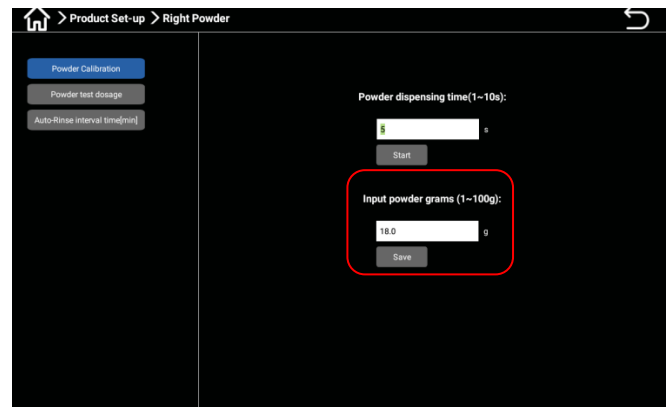 > Product Set-up > Right Powder
Powder Calibration
Powder test dosage
Auto-Rinse interval time[min]
Powder dispensing time(1~10s):
5 s
Start
Input powder grams (1~100g):
18.0 g
Save